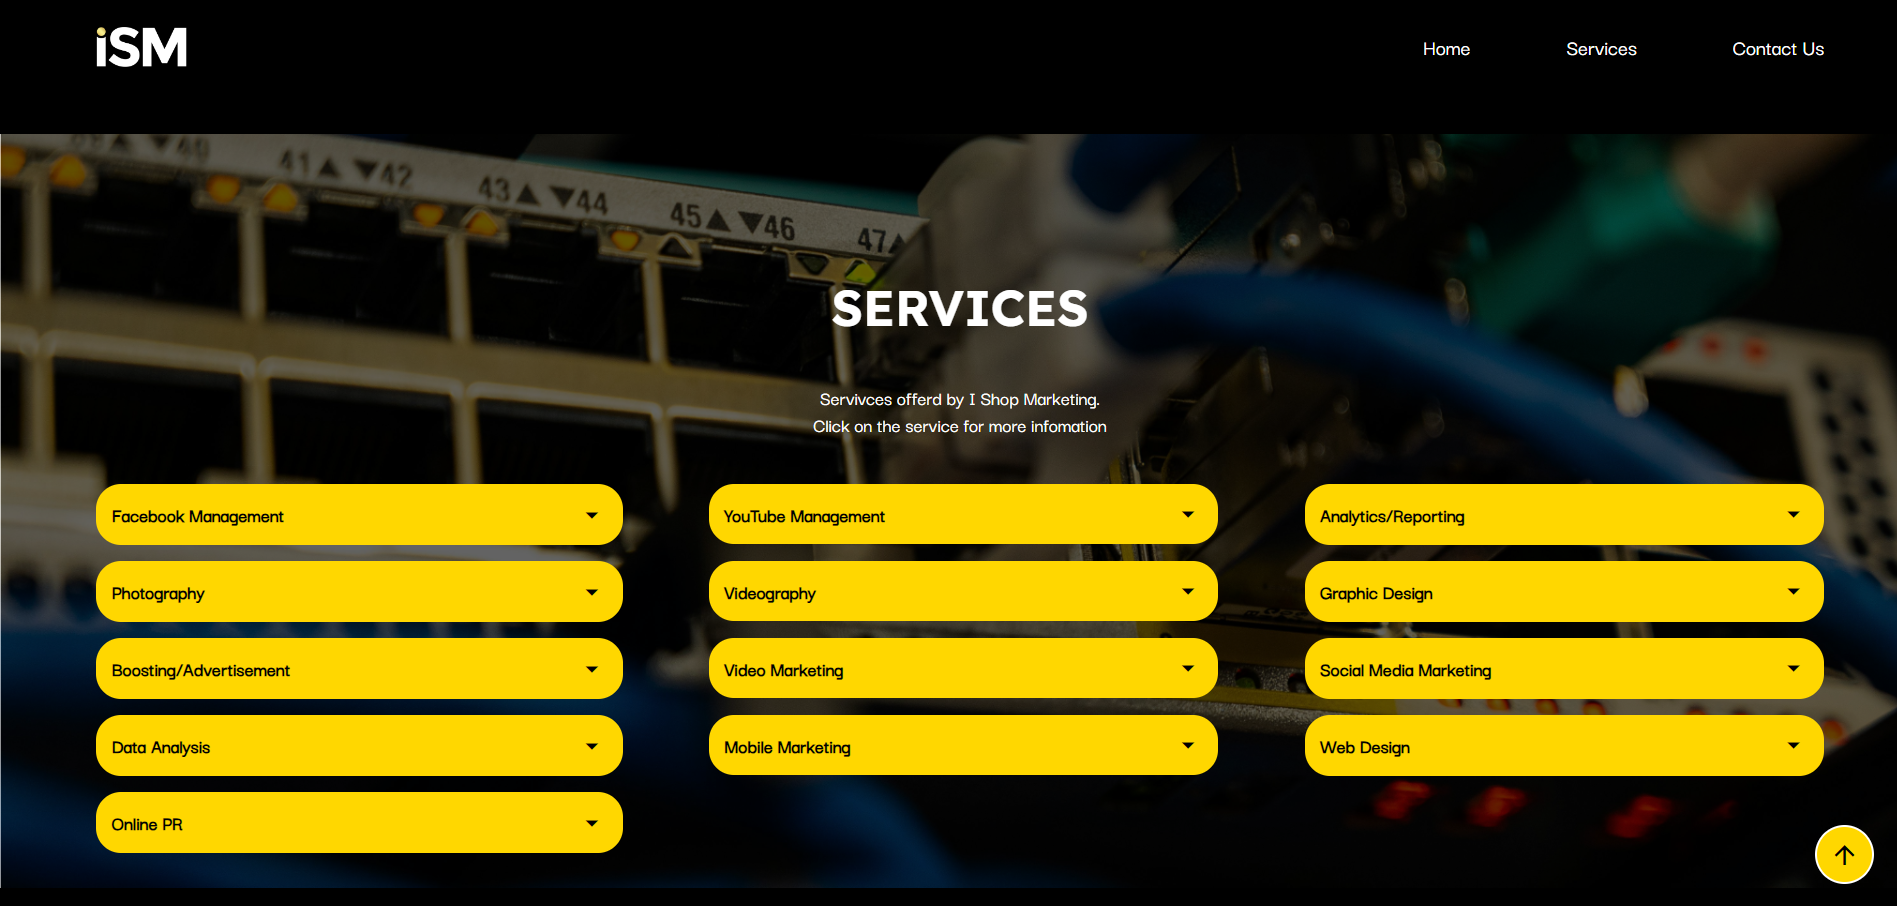 iSM
Home Services Contact Us
41▲ ▼42
43▲ ▼44
45▲ ▼46
47▲
SERVICES
Servivces offerd by I Shop Marketing.
Click on the service for more infomation
Facebook Management YouTube Management Analytics/Reporting
Photography Videography Graphic Design
Boosting/Advertisement Video Marketing Social Media Marketing
Data Analysis Mobile Marketing Web Design
Online PR